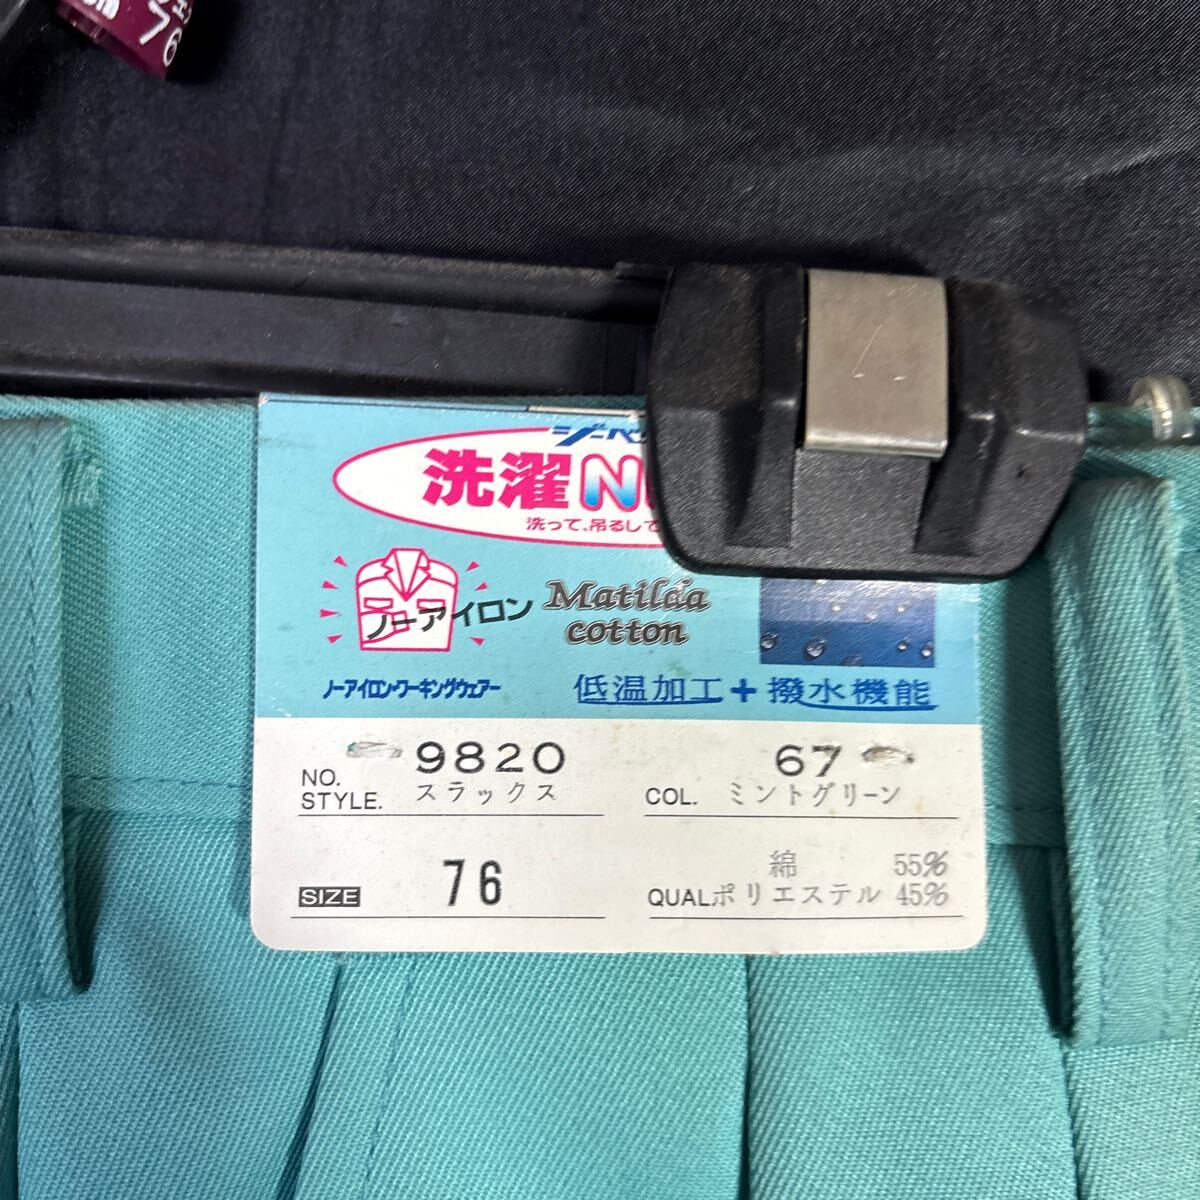 76
洗濯
洗って、吊るして
ノーアイロン
Matilda
cotton
ノーアイロン・ワーキングウェアー
低温加工+撥水機能
NO. 9820
STYLE. スラックス
67
COL. ミントグリーン
SIZE 76
綿 55%
QUAL ポリエステル 45%